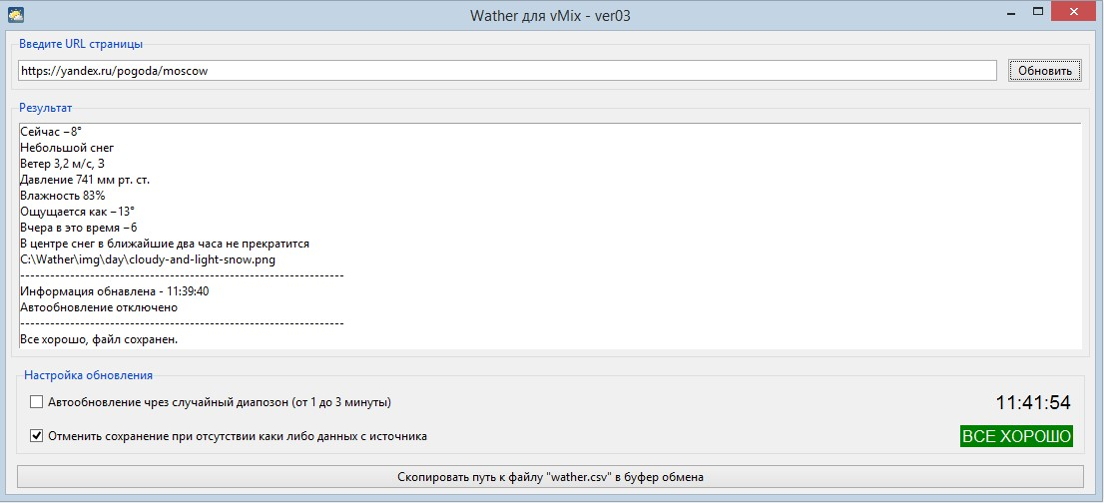 Wather для vMix - ver03
Введите URL страницы
https://yandex.ru/pogoda/moscow
Обновить
Результат
Сейчас −8°
Небольшой снег
Ветер 3,2 м/с, З
Давление 741 мм рт. ст.
Влажность 83%
Ощущается как −13°
Вчера в это время −6
В центре снег в ближайшие два часа не прекратится
C:\Wather\img\day\cloudy-and-light-snow.png
-----------------------------------------------------------------
Информация обнавлена - 11:39:40
Автообновление отключено
-----------------------------------------------------------------
Все хорошо, файл сохранен.
Настройка обновления
Автообновление чрез случайный диапозон (от 1 до 3 минуты)
11:41:54
Отменить сохранение при отсутствии каки либо данных с источника
ВСЕ ХОРОШО
Скопировать путь к файлу "wather.csv" в буфер обмена